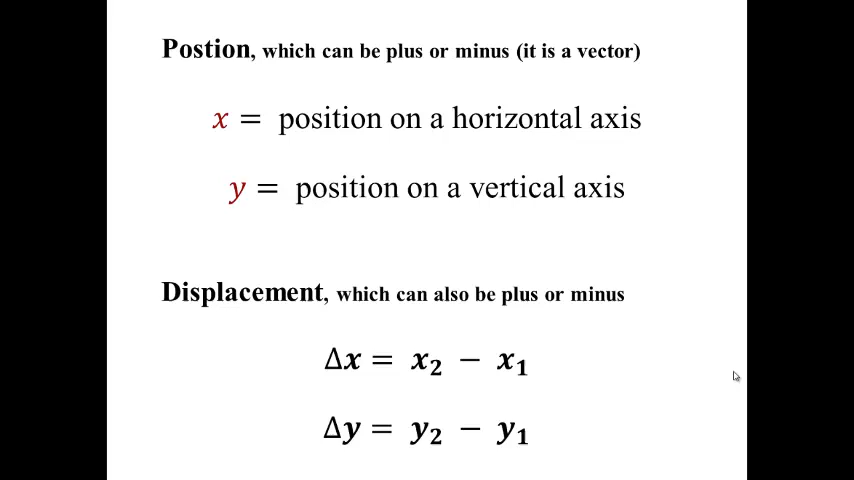 Postion, which can be plus or minus (it is a vector)
x = position on a horizontal axis
y = position on a vertical axis
Displacement, which can also be plus or minus
Δx = x₂ − x₁
Δy = y₂ − y₁